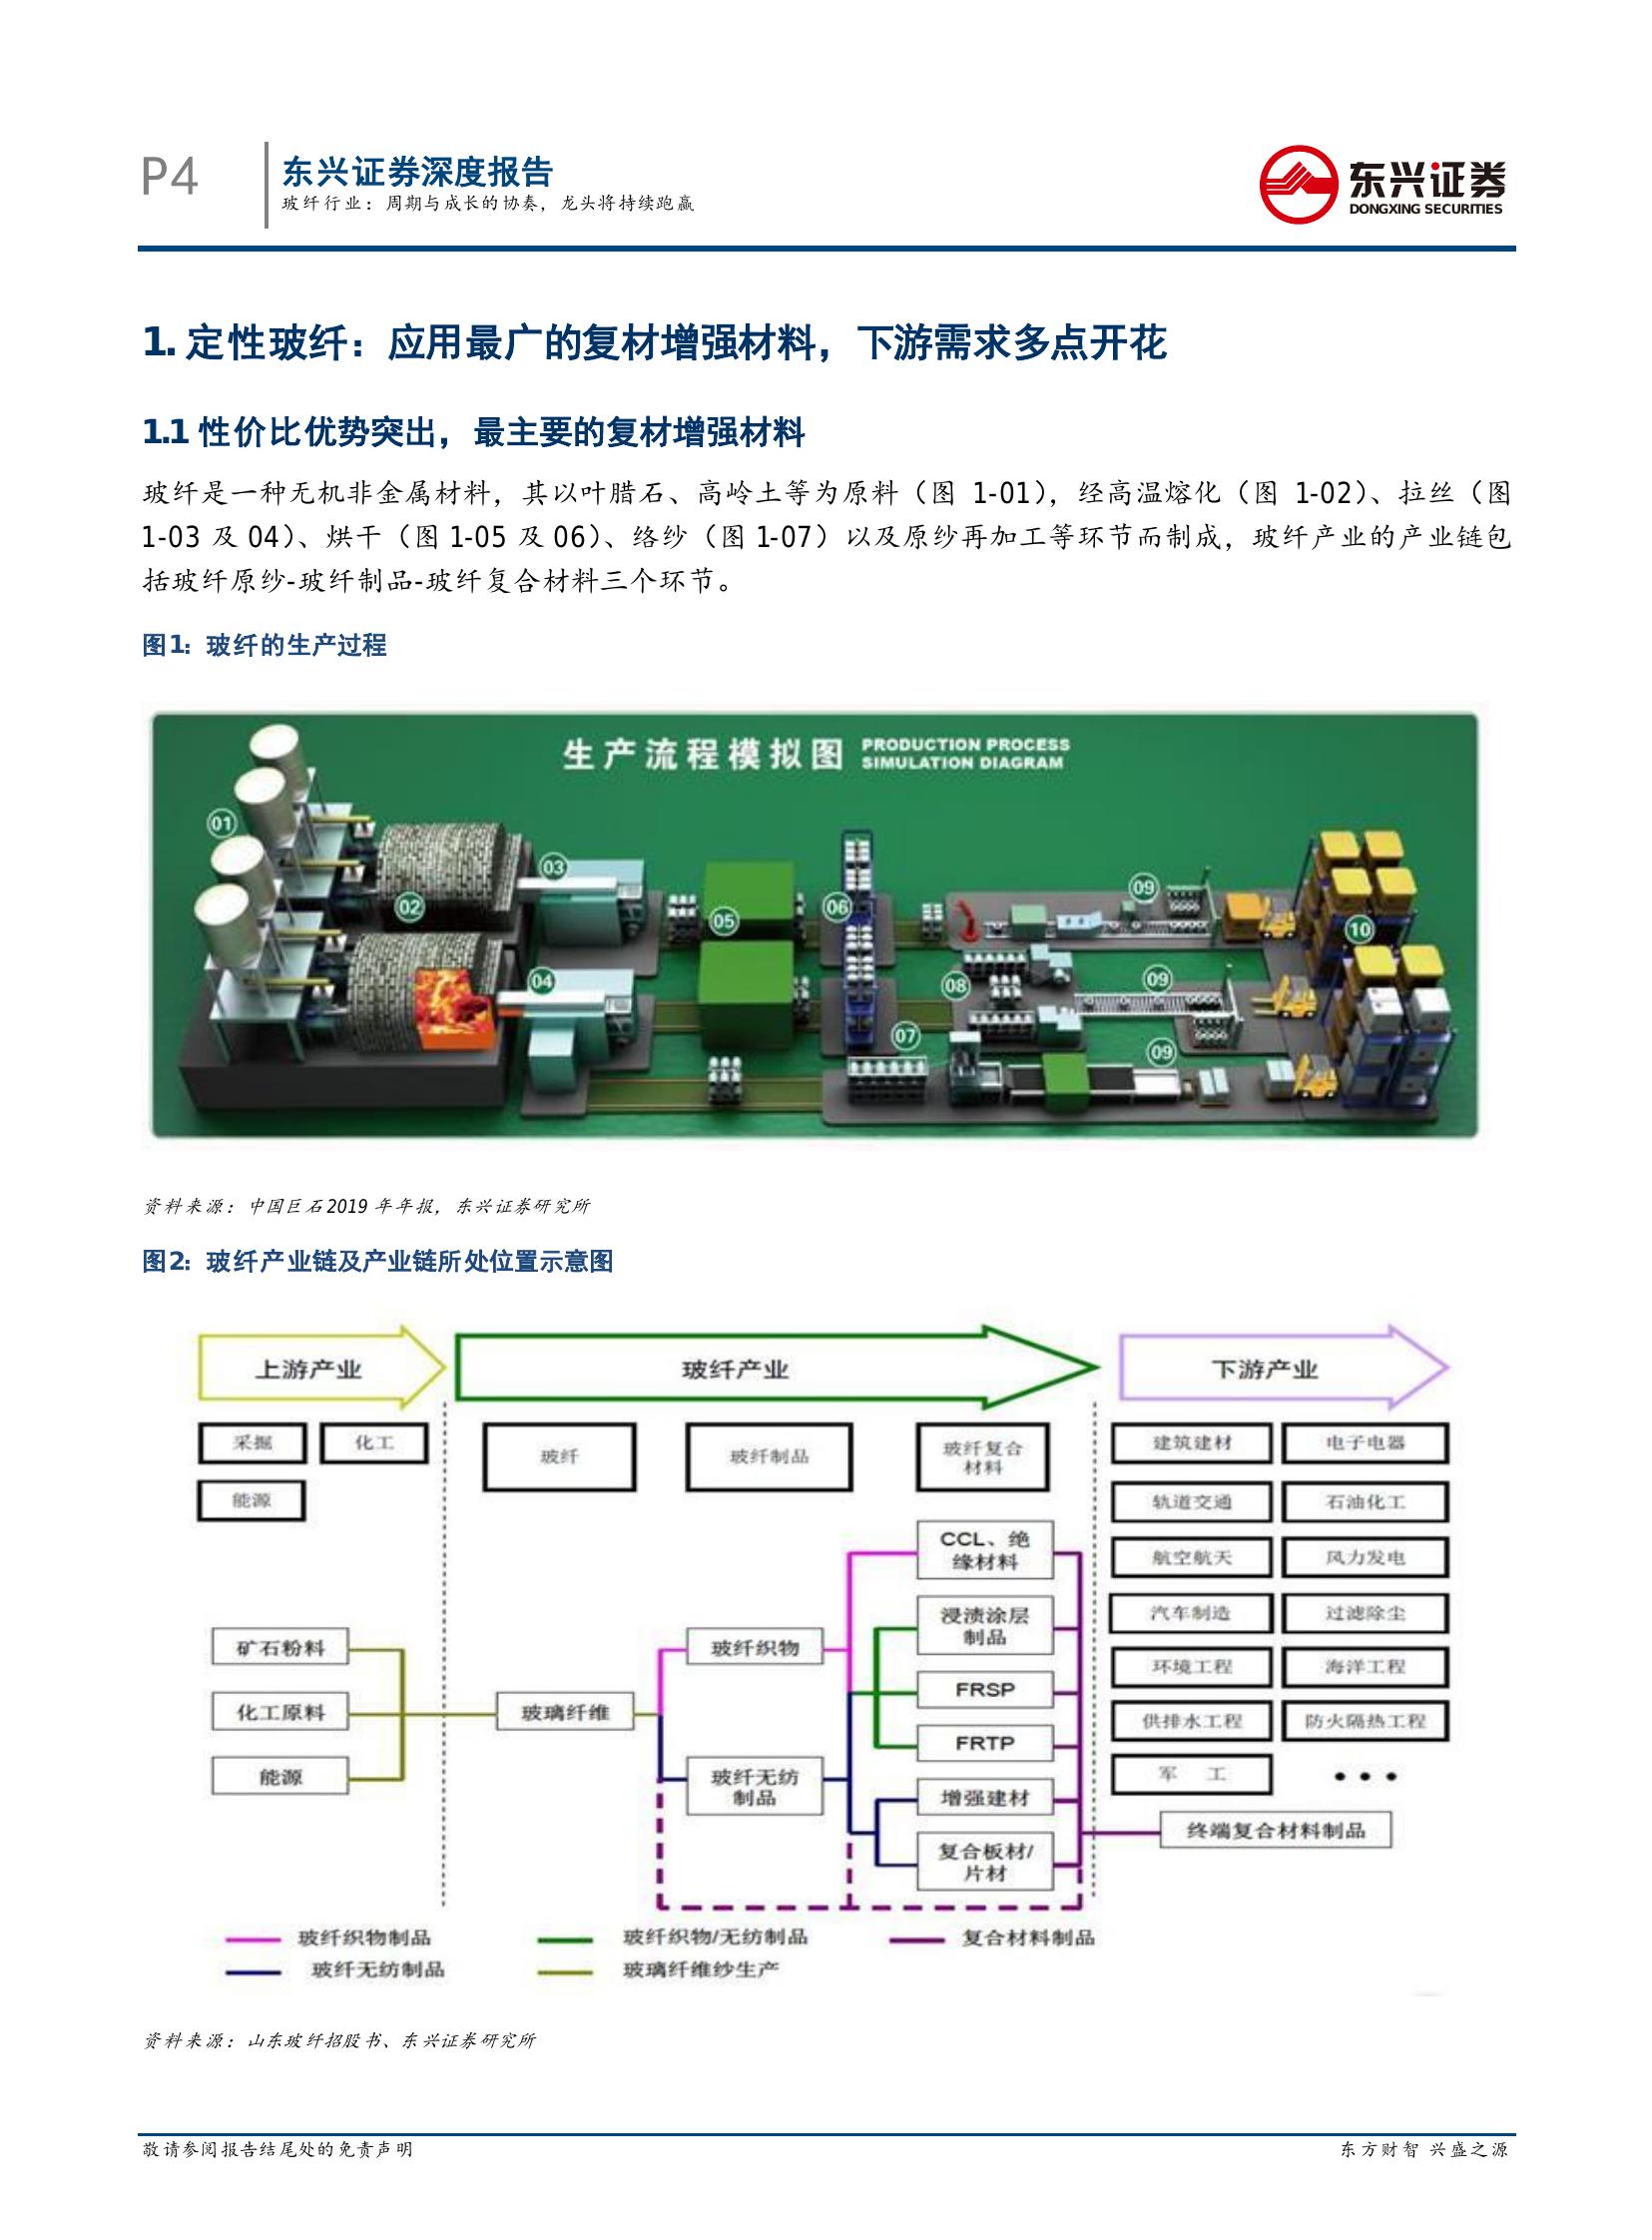 P4
东兴证券深度报告
玻纤行业：周期与成长的协奏，龙头将持续跑赢
东兴证券
DONGXING SECURITIES
1. 定性玻纤：应用最广的复材增强材料，下游需求多点开花
1.1 性价比优势突出，最主要的复材增强材料
玻纤是一种无机非金属材料，其以叶腊石、高岭土等为原料（图 1-01），经高温熔化（图 1-02）、拉丝（图
1-03 及 04）、烘干（图 1-05 及 06）、络纱（图 1-07）以及原纱再加工等环节而制成，玻纤产业的产业链包
括玻纤原纱-玻纤制品-玻纤复合材料三个环节。
图1: 玻纤的生产过程
生产流程模拟图
PRODUCTION PROCESS
SIMULATION DIAGRAM
01
02
03
04
05
06
07
08
09
09
09
10
资料来源：中国巨石2019 年年报，东兴证券研究所
图2: 玻纤产业链及产业链所处位置示意图
上游产业
玻纤产业
下游产业
采掘
化工
能源
玻纤
玻纤制品
玻纤复合
材料
建筑建材
电子电器
轨道交通
石油化工
航空航天
风力发电
汽车制造
过滤除尘
环境工程
海洋工程
供排水工程
防火隔热工程
军 工
• • •
矿石粉料
化工原料
能源
玻璃纤维
玻纤织物
玻纤无纺
制品
CCL、绝
缘材料
浸渍涂层
制品
FRSP
FRTP
增强建材
复合板材/
片材
终端复合材料制品
玻纤织物制品
玻纤织物/无纺制品
复合材料制品
玻纤无纺制品
玻璃纤维纱生产
资料来源：山东玻纤招股书、东兴证券研究所
敬请参阅报告结尾处的免责声明
东方财智 兴盛之源